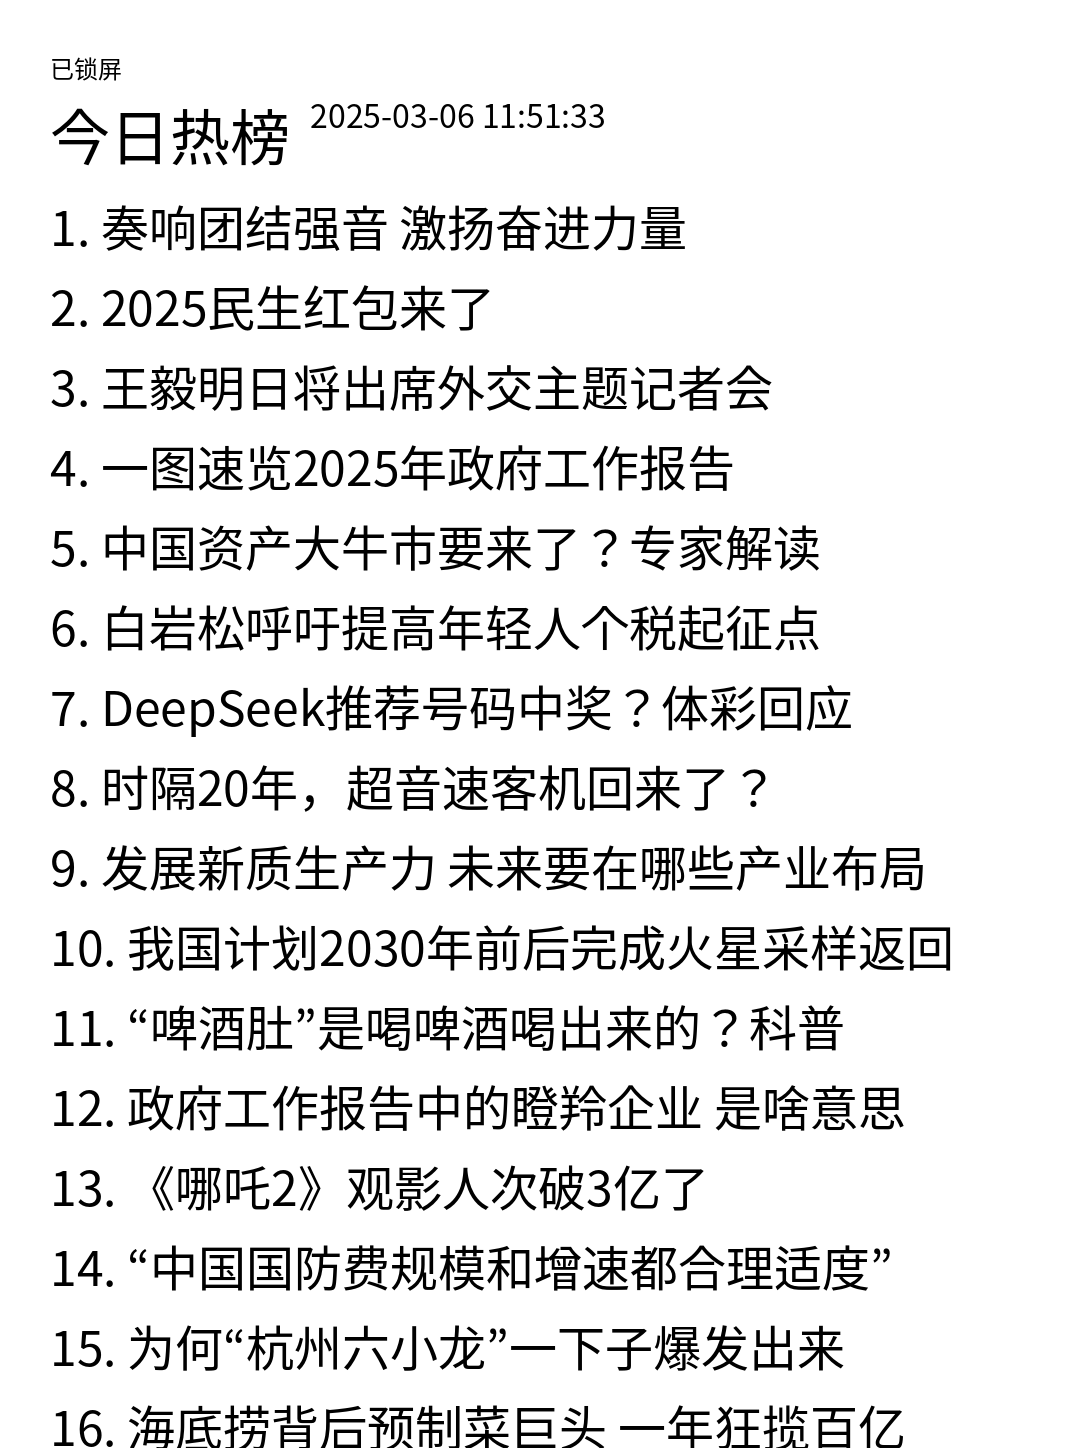 已锁屏
今日热榜 2025-03-06 11:51:33
1. 奏响团结强音 激扬奋进力量
2. 2025民生红包来了
3. 王毅明日将出席外交主题记者会
4. 一图速览2025年政府工作报告
5. 中国资产大牛市要来了？专家解读
6. 白岩松呼吁提高年轻人个税起征点
7. DeepSeek推荐号码中奖？体彩回应
8. 时隔20年，超音速客机回来了？
9. 发展新质生产力 未来要在哪些产业布局
10. 我国计划2030年前后完成火星采样返回
11. “啤酒肚”是喝啤酒喝出来的？科普
12. 政府工作报告中的瞪羚企业 是啥意思
13. 《哪吒2》观影人次破3亿了
14. “中国国防费规模和增速都合理适度”
15. 为何“杭州六小龙”一下子爆发出来
16. 海底捞背后预制菜巨头 一年狂揽百亿